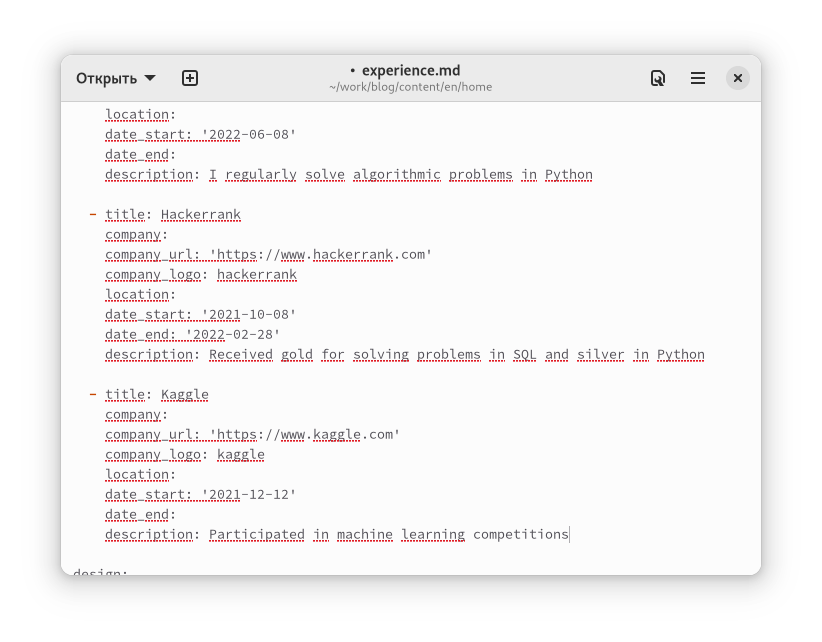 Открыть
• experience.md
~/work/blog/content/en/home
location:
date_start: '2022-06-08'
date_end:
description: I regularly solve algorithmic problems in Python
- title: Hackerrank
company:
company_url: 'https://www.hackerrank.com'
company_logo: hackerrank
location:
date_start: '2021-10-08'
date_end: '2022-02-28'
description: Received gold for solving problems in SQL and silver in Python
- title: Kaggle
company:
company_url: 'https://www.kaggle.com'
company_logo: kaggle
location:
date_start: '2021-12-12'
date_end:
description: Participated in machine learning competitions
design: